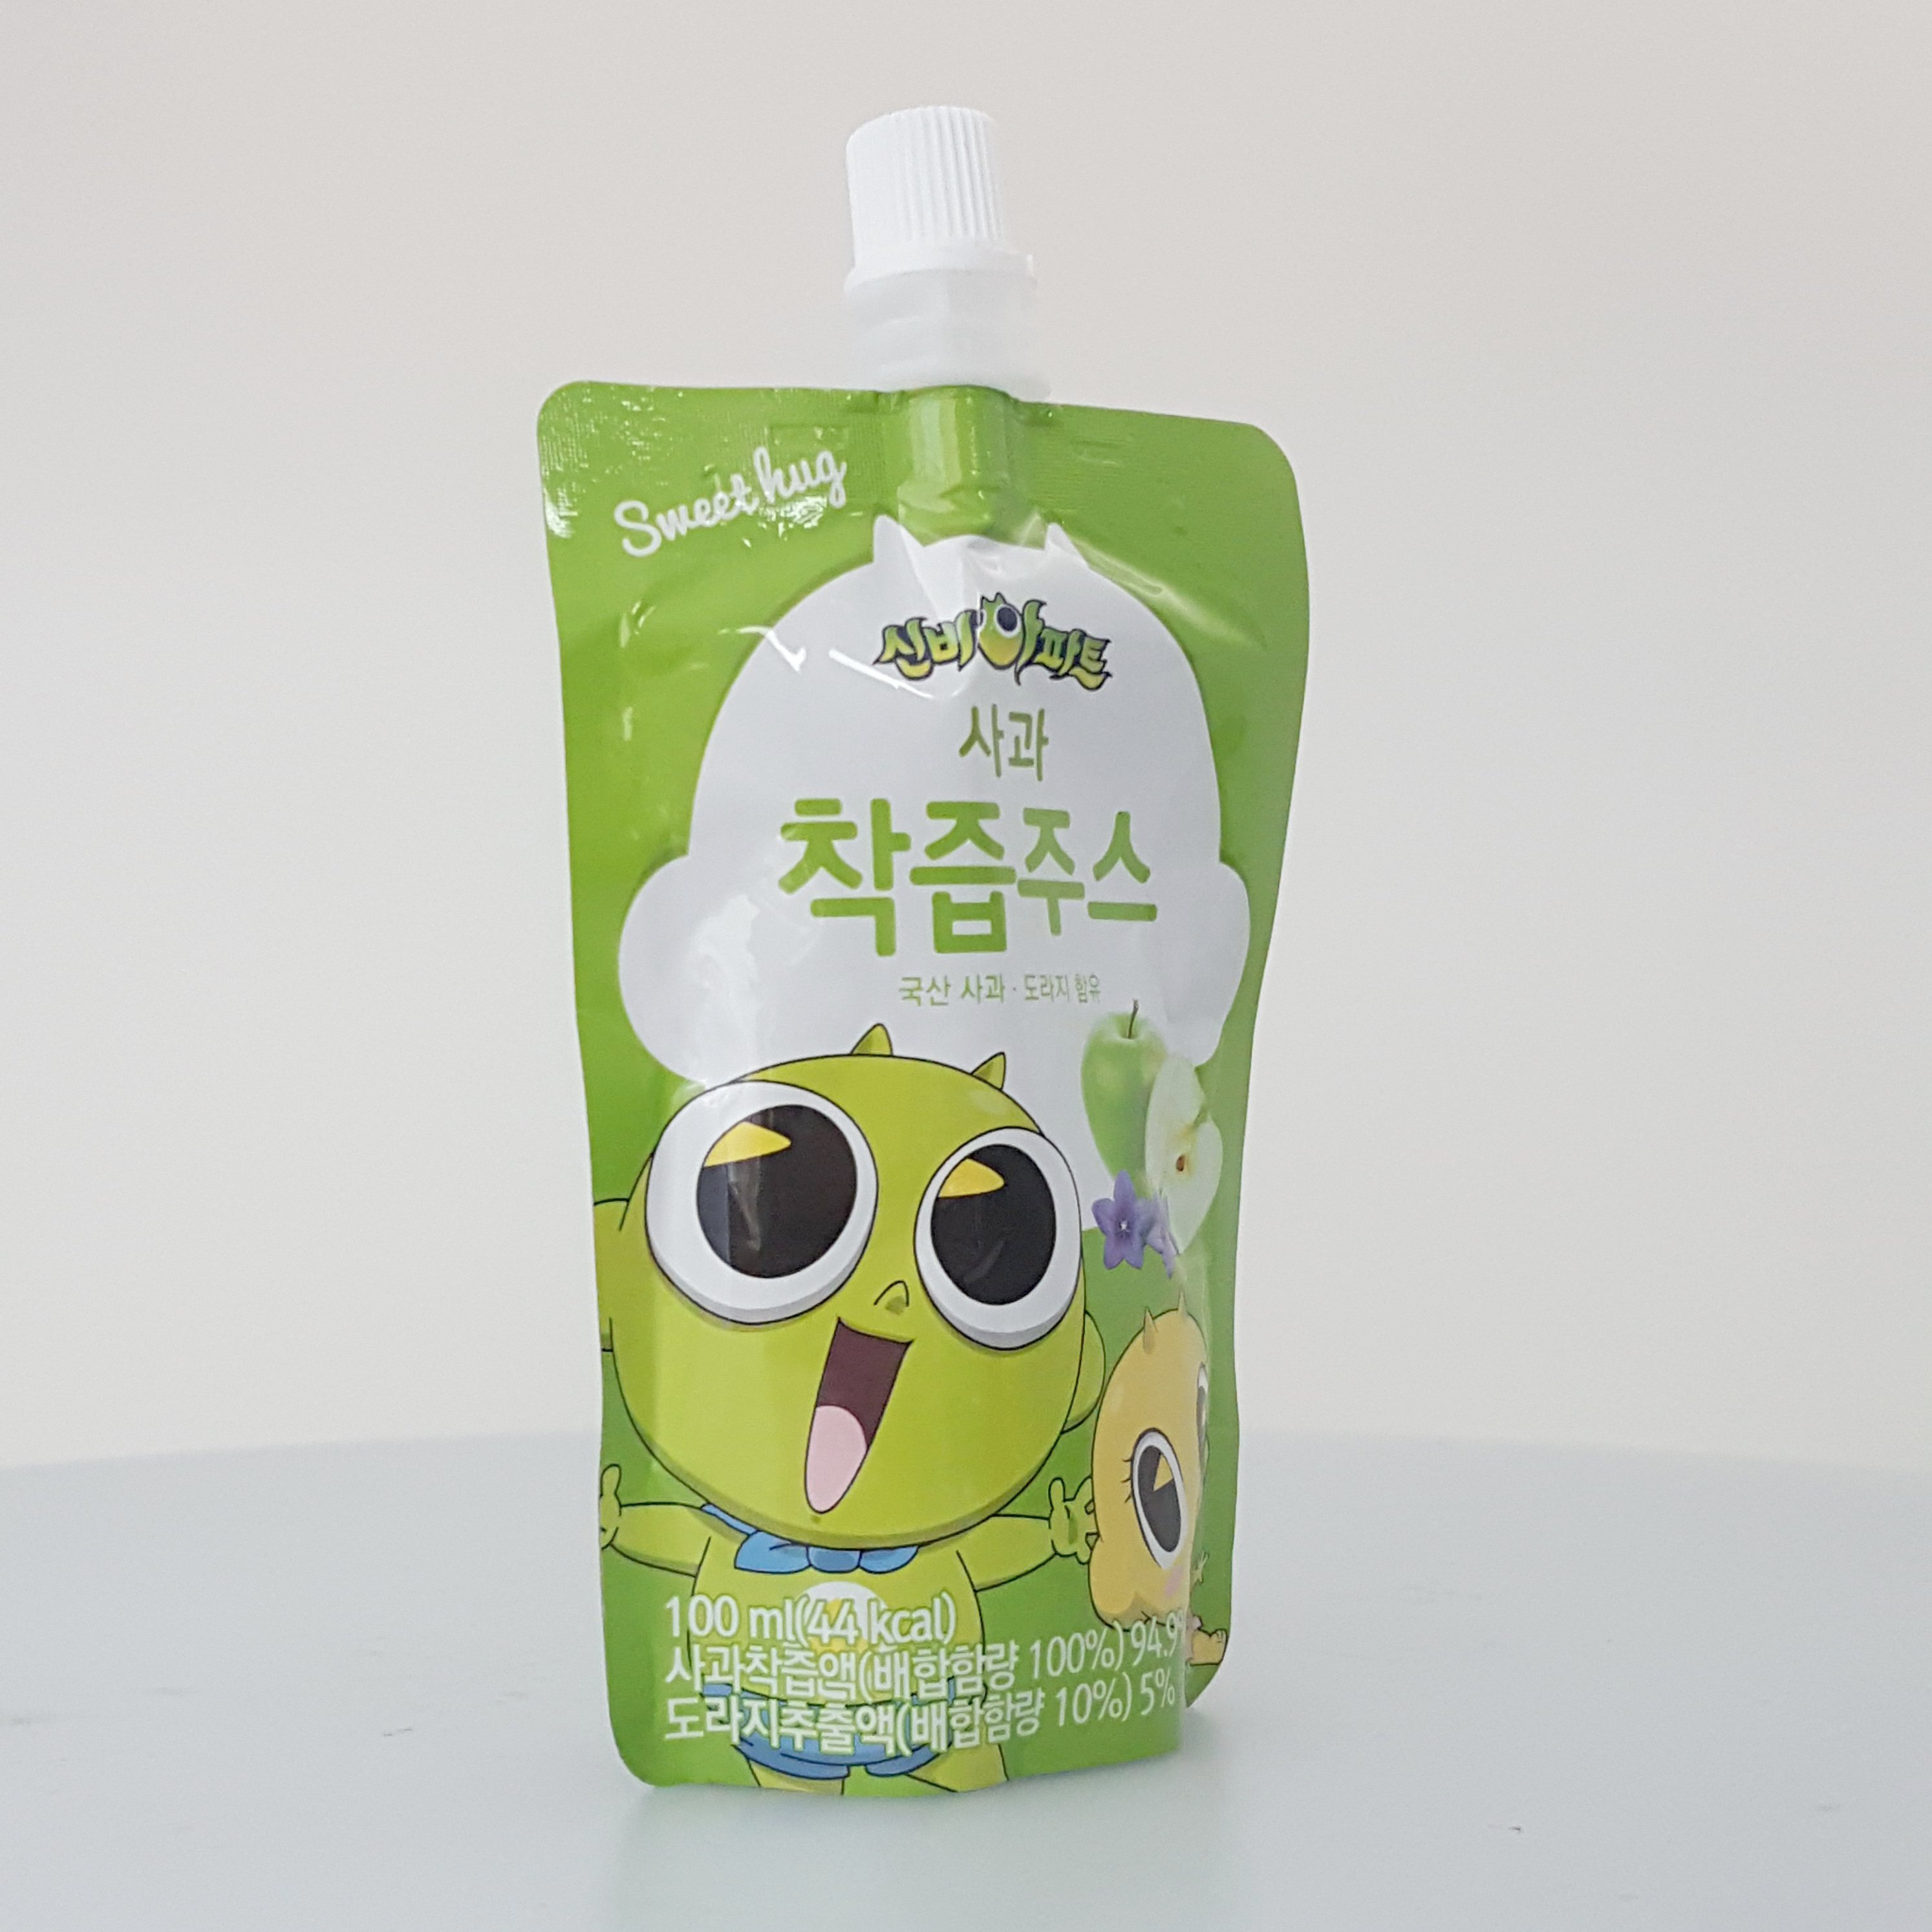 Sweet hug
신비아파트
사과
착즙주스
국산 사과·도라지 함유
100 ml(44 kcal)
사과착즙액(배합함량 100%) 94.9
도라지추출액(배합함량 10%) 5%